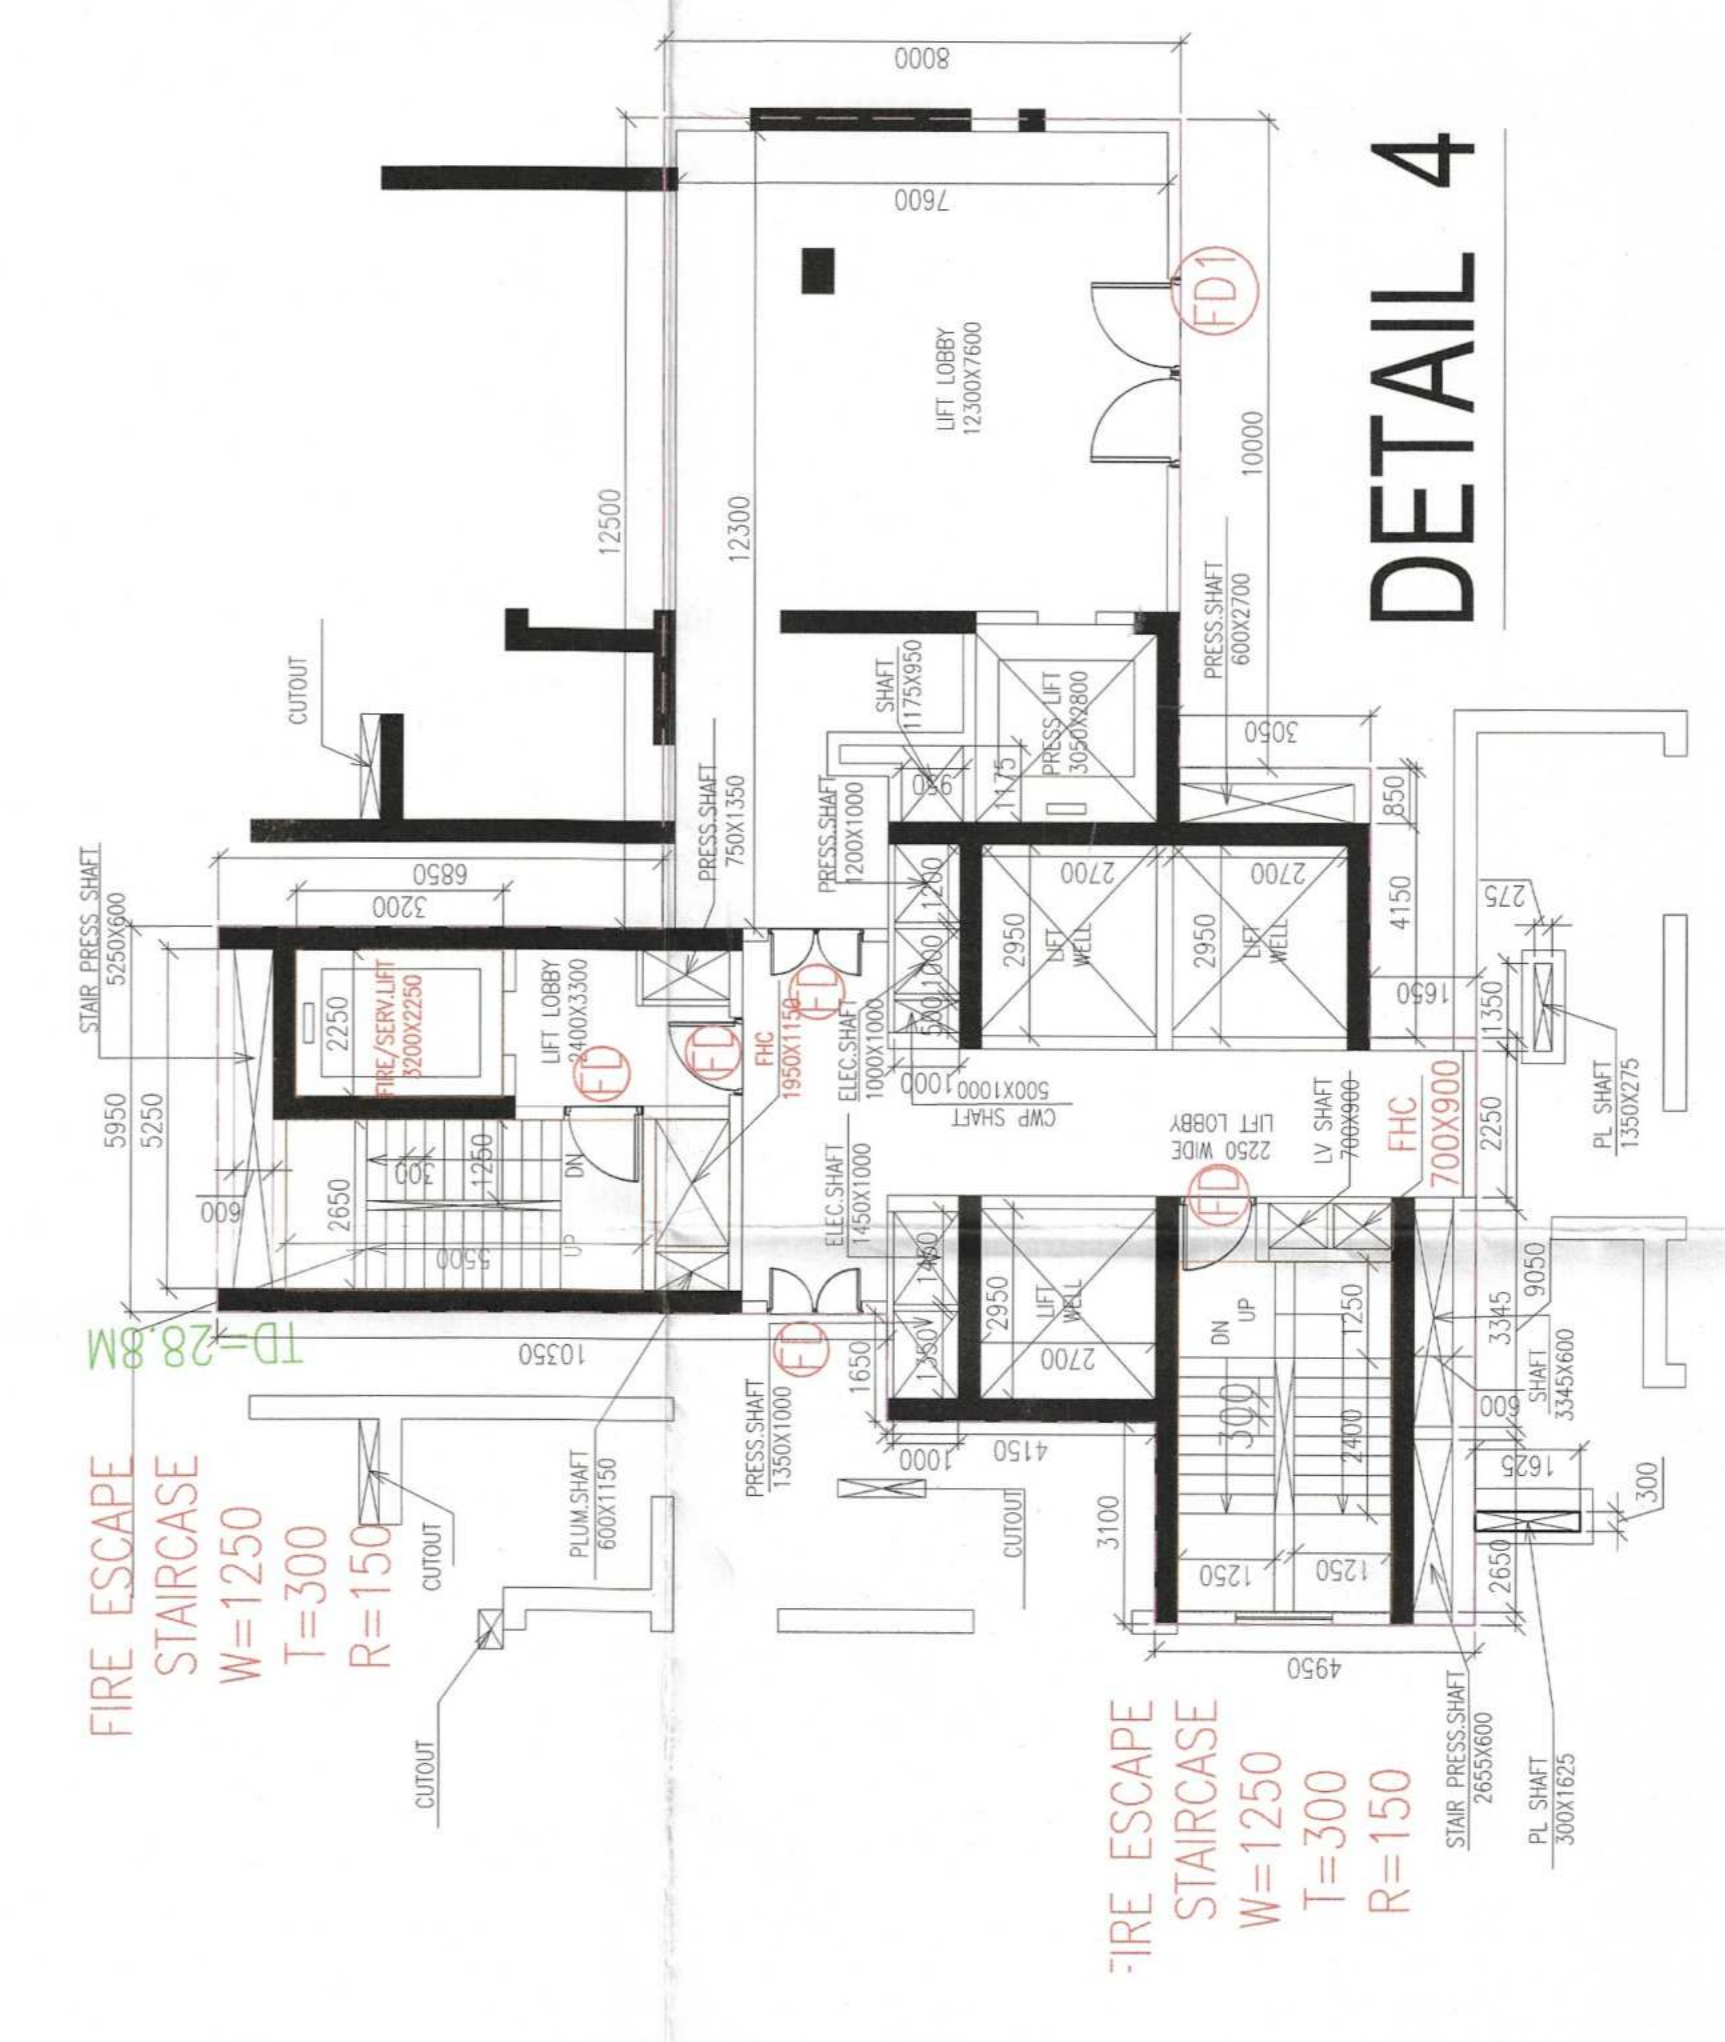 DETAIL 4
STAIR PRESS SHAFT
5250X600
5950
5250
600
6850
3200
FIRE/SERV.LIFT
3200X2250
2250
LIFT LOBBY
2400X3300
FD
FD
FHC
1950X1150
FD
2650
300
1250
DN
UP
5500
TD=28.8M
10350
FIRE ESCAPE
STAIRCASE
W=1250
T=300
R=150
CUTOUT
CUTOUT
CUTOUT
CUTOUT
CUTOUT
PLUM.SHAFT
600X1150
PRESS.SHAFT
750X1350
12500
12300
8000
7600
LIFT LOBBY
12300X7600
FD1
10000
PRESS.SHAFT
600X2700
3050
SHAFT
1175X950
950
1175
PRESS LIFT
3050X2800
PRESS.SHAFT
1200X1000
1200
1000
500
1000
ELEC.SHAFT
1000X1000
CWP SHAFT
500X1000
2950
2700
LIFT
WELL
2950
2700
LIFT
WELL
850
4150
1650
275
1350
PL SHAFT
1350X275
2250
2250 WIDE
LIFT LOBBY
LV SHAFT
700X900
FHC
700X900
FD
ELEC.SHAFT
1450X1000
1450
1350
FD
PRESS.SHAFT
1350X1000
1650
1000
4150
2950
2700
LIFT
WELL
DN
UP
1250
300
2400
1250
1250
3100
4950
3345
9050
SHAFT
3345X600
600
1625
300
2650
STAIR PRESS.SHAFT
2655X600
PL SHAFT
300X1625
FIRE ESCAPE
STAIRCASE
W=1250
T=300
R=150